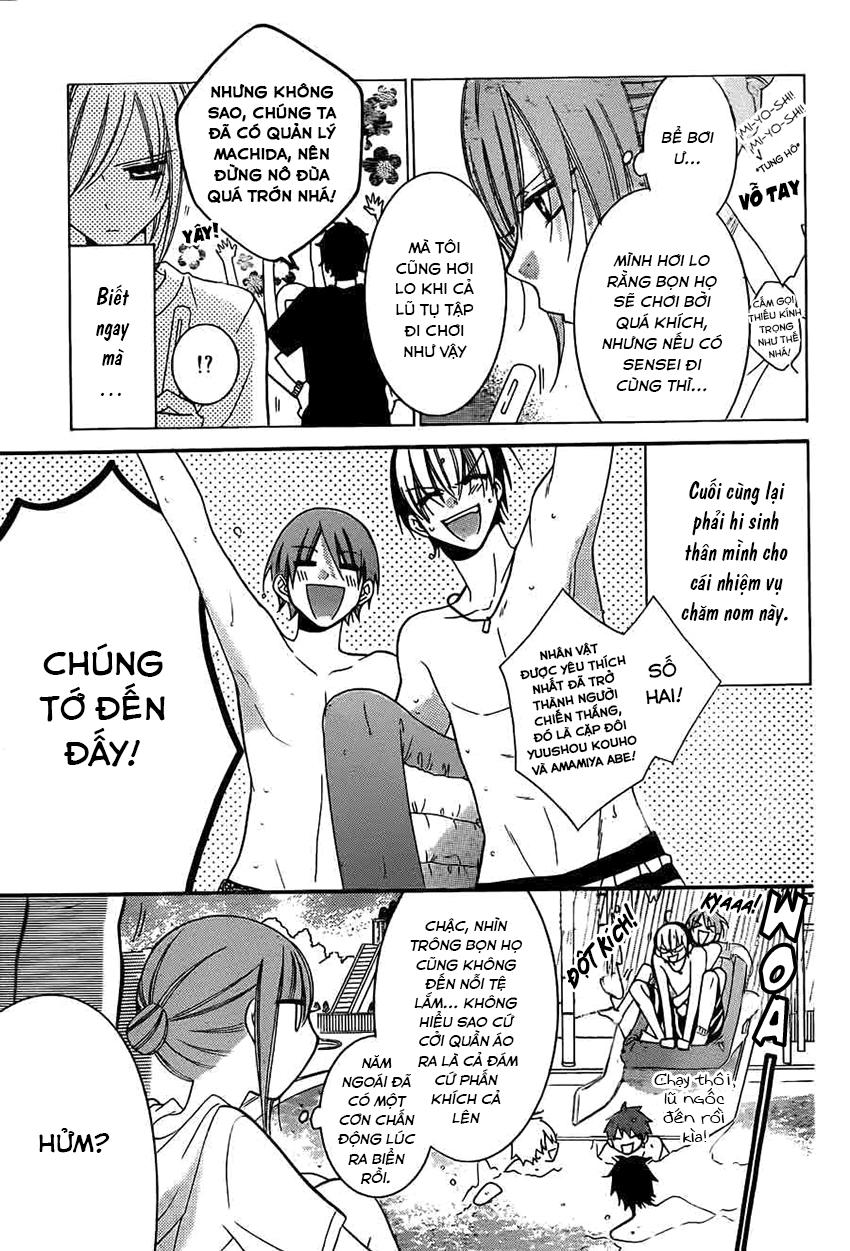 MI-YO-SHI!!
MI-YO-SHI!
*TUNG HÔ*
VỖ TAY
BỂ BƠI
Ư...
MÌNH HƠI LO
RẰNG BỌN HỌ
SẼ CHƠI BỜI
QUÁ KHÍCH,
NHƯNG NẾU CÓ
SENSEI ĐI
CÙNG THÌ...
CẤM GỌI
THIẾU KÍNH
TRỌNG
NHƯ THẾ
NHÁ!
MÀ TÔI
CŨNG HƠI
LO KHI CẢ
LŨ TỤ TẬP
ĐI CHƠI
NHƯ VẬY
NHƯNG KHÔNG
SAO, CHÚNG TA
ĐÃ CÓ QUẢN LÝ
MACHIDA, NÊN
ĐỪNG NÔ ĐÙA
QUÁ TRỚN NHÁ!
YÂY!
!?
Biết
ngay
mà
...
Cuối cùng lại
phải hi sinh
thân mình cho
cái nhiệm vụ
chăm nom này.
SỐ
HAI!
NHÂN VẬT
ĐƯỢC YÊU THÍCH
NHẤT ĐÃ TRỞ
THÀNH NGƯỜI
CHIẾN THẮNG,
ĐÓ LÀ CẶP ĐÔI
YUUSHOU KOUHO
VÀ AMAMIYA ABE!
CHÚNG
TỚ ĐẾN
ĐẤY!
WOA
KYAAA!
ĐỘT KÍCH!
Chạy thôi,
lũ ngốc
đến rồi
kìa!
CHẬC, NHÌN
TRÔNG BỌN HỌ
CŨNG KHÔNG
ĐẾN NỖI TỆ
LẮM... KHÔNG
HIỂU SAO CỨ
CỞI QUẦN ÁO
RA LÀ CẢ ĐÁM
CỨ PHẤN
KHÍCH CẢ
LÊN
NĂM
NGOÁI ĐÃ
CÓ MỘT
CƠN CHẤN
ĐỘNG LÚC
RA BIỂN
RỒI.
HỬM?